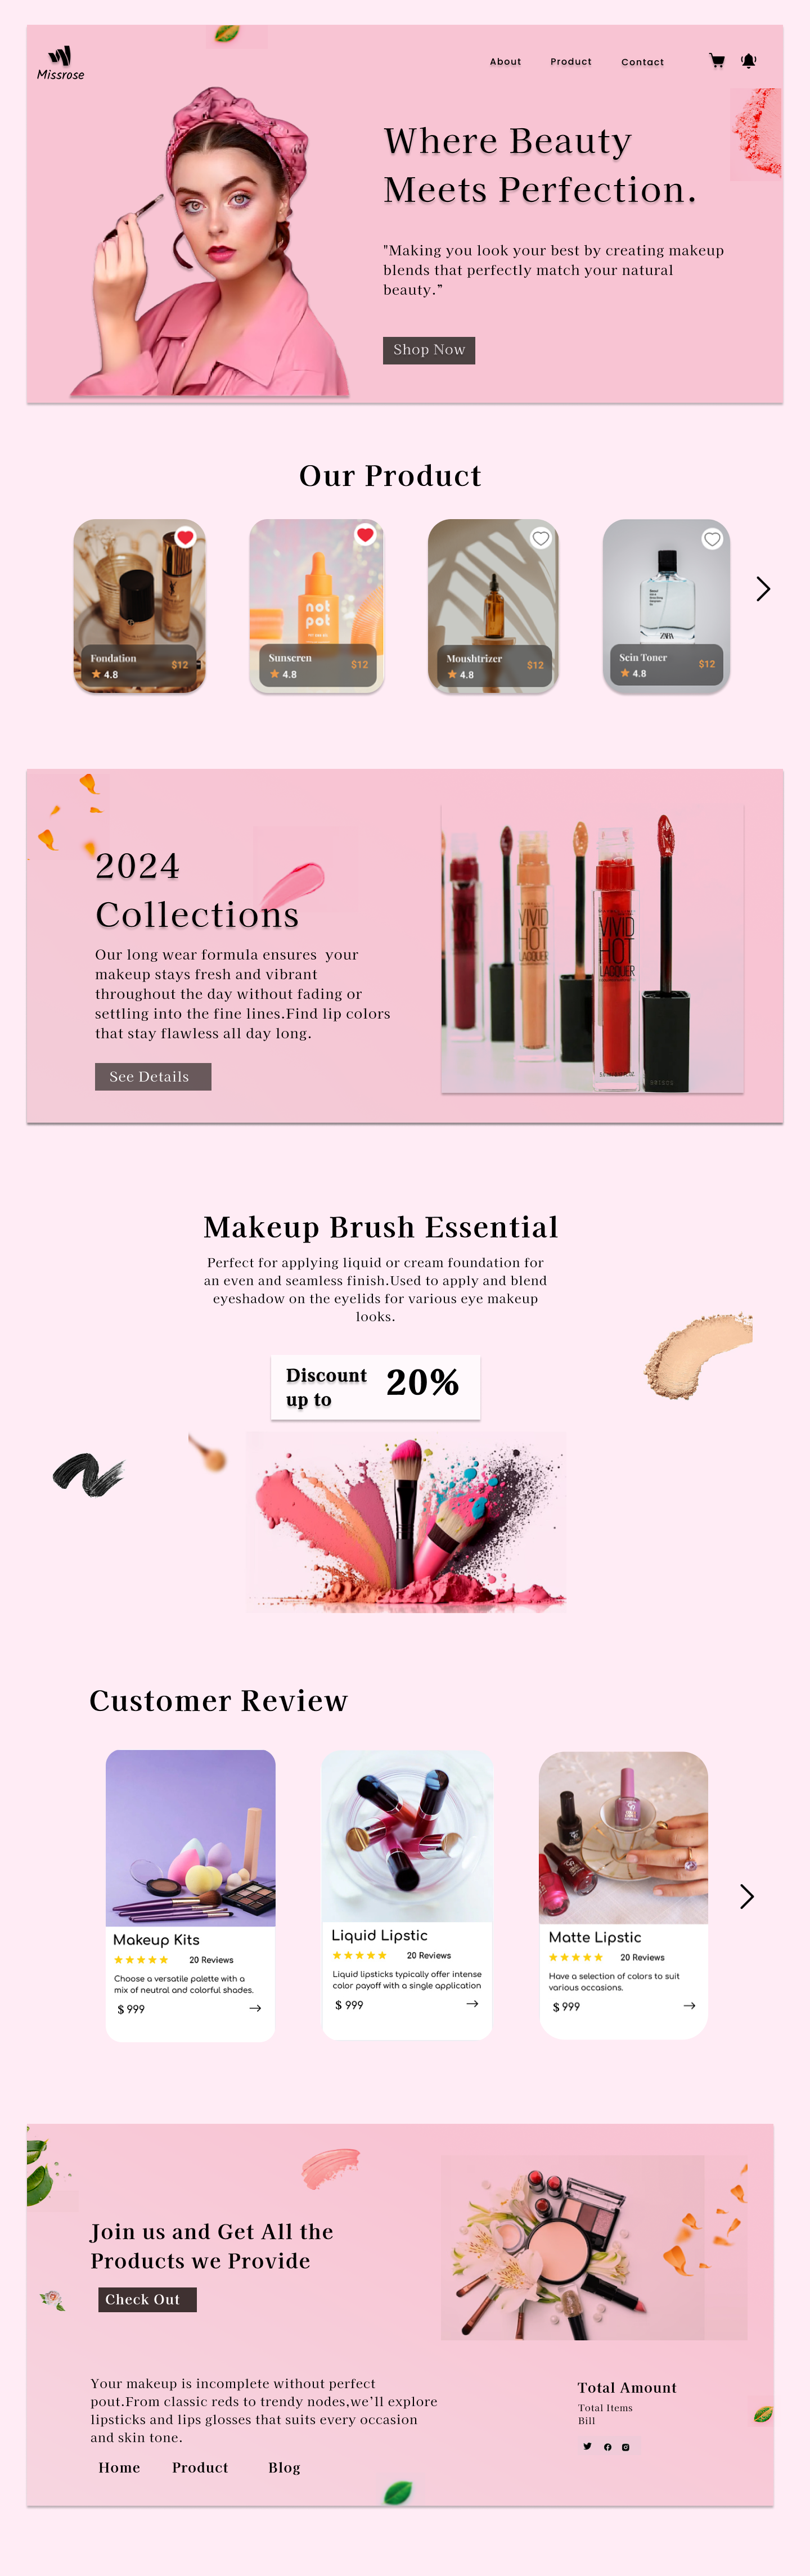 Missrose
About Product Contact
Where Beauty
Meets Perfection.
"Making you look your best by creating makeup
blends that perfectly match your natural
beauty.”
Shop Now
Our Product
Fondation
$12
4.8
not
pot
Sunscren
$12
4.8
Moushtrizer
$12
4.8
ZARA
Scin Toner
$12
4.8
2024
Collections
Our long wear formula ensures your
makeup stays fresh and vibrant
throughout the day without fading or
settling into the fine lines.Find lip colors
that stay flawless all day long.
See Details
VIVID
HOT
LACQUER
VIVID
HOT
LACQUER
Makeup Brush Essential
Perfect for applying liquid or cream foundation for
an even and seamless finish.Used to apply and blend
eyeshadow on the eyelids for various eye makeup
looks.
Discount
up to
20%
Customer Review
Makeup Kits
20 Reviews
Choose a versatile palette with a
mix of neutral and colorful shades.
$ 999
Liquid Lipstic
20 Reviews
Liquid lipsticks typically offer intense
color payoff with a single application
$ 999
Matte Lipstic
20 Reviews
Have a selection of colors to suit
various occasions.
$ 999
Join us and Get All the
Products we Provide
Check Out
Your makeup is incomplete without perfect
pout.From classic reds to trendy nodes,we’ll explore
lipsticks and lips glosses that suits every occasion
and skin tone.
Home Product Blog
Total Amount
Total Items
Bill